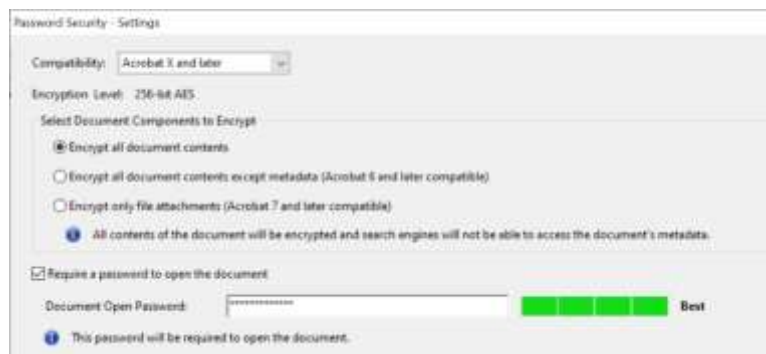 Password Security - Settings
Compatibility: Acrobat X and later
Encryption Level: 256-bit AES
Select Document Components to Encrypt
Encrypt all document contents
Encrypt all document contents except metadata (Acrobat 6 and later compatible)
Encrypt only file attachments (Acrobat 7 and later compatible)
All contents of the document will be encrypted and search engines will not be able to access the document's metadata.
Require a password to open the document
Document Open Password: Best
This password will be required to open the document.